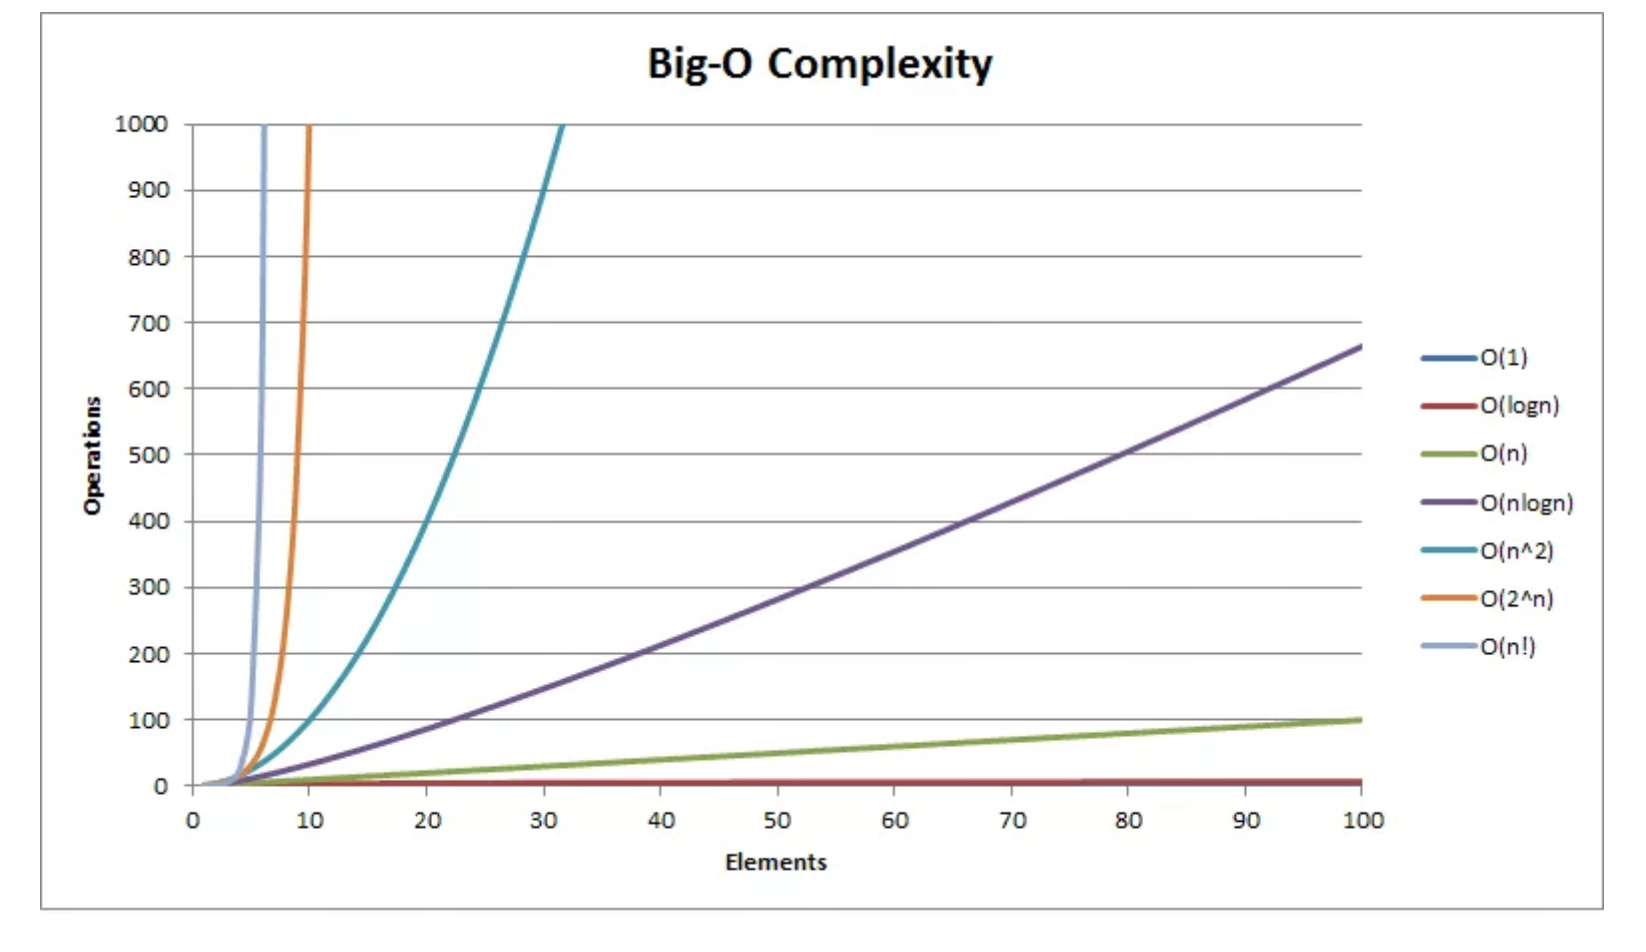 Big-O Complexity
1000
900
800
700
600
500
400
300
200
100
0
Operations
0 10 20 30 40 50 60 70 80 90 100
Elements
O(1)
O(logn)
O(n)
O(nlogn)
O(n^2)
O(2^n)
O(n!)